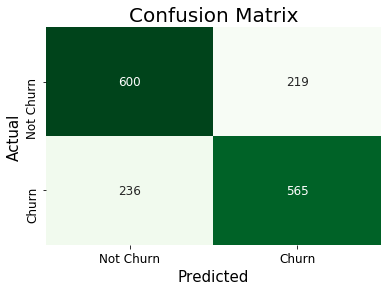 Confusion Matrix
Actual
Not Churn
600
219
Churn
236
565
Not Churn
Churn
Predicted